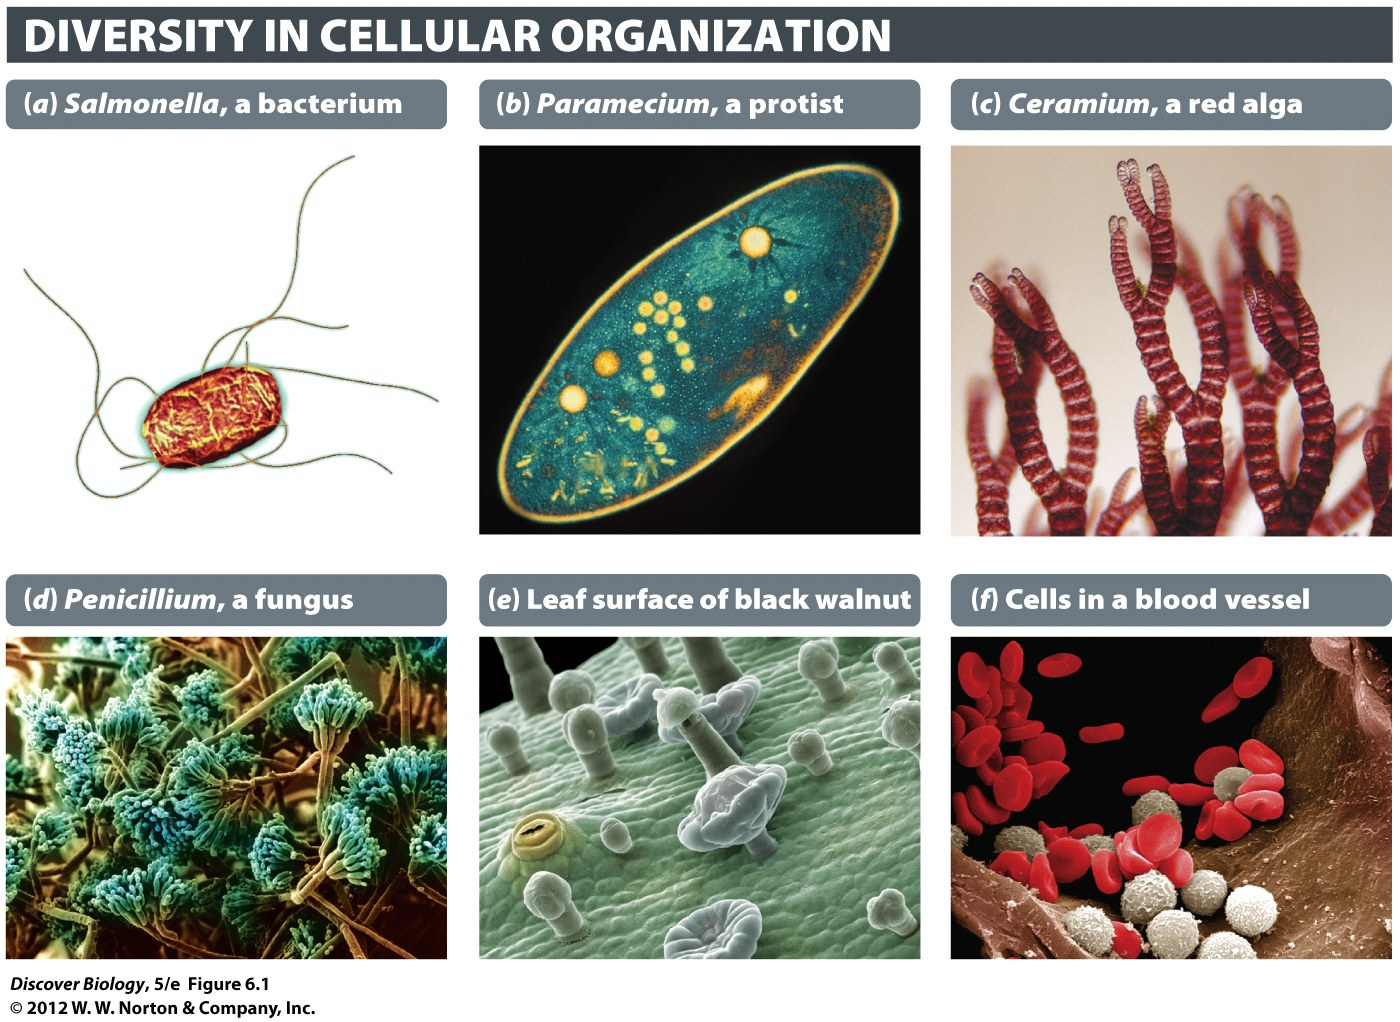 DIVERSITY IN CELLULAR ORGANIZATION
(a) Salmonella, a bacterium
(b) Paramecium, a protist
(c) Ceramium, a red alga
(d) Penicillium, a fungus
(e) Leaf surface of black walnut
(f) Cells in a blood vessel
Discover Biology, 5/e Figure 6.1
© 2012 W. W. Norton & Company, Inc.